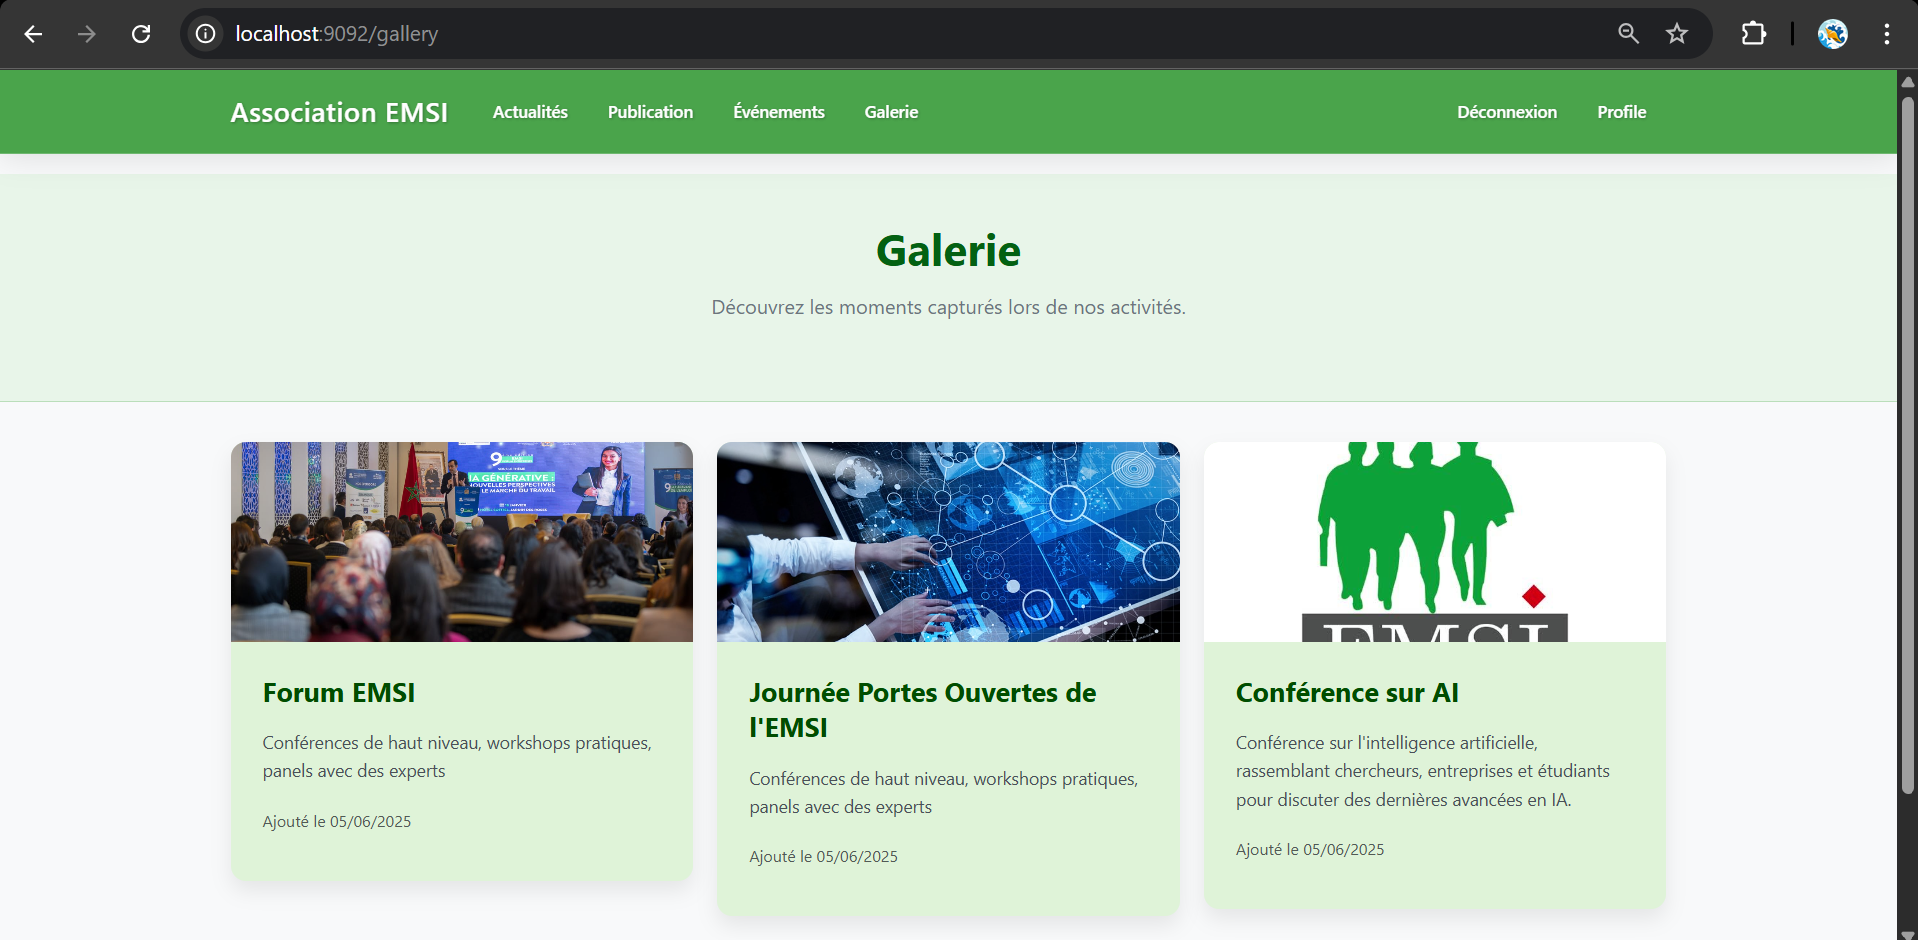 localhost:9092/gallery
Association EMSI
Actualités
Publication
Événements
Galerie
Déconnexion
Profile
Galerie
Découvrez les moments capturés lors de nos activités.
IA GÉNÉRATIVE :
NOUVELLES PERSPECTIVES
LE MARCHE DU TRAVAIL
EMSI
Forum EMSI
Conférences de haut niveau, workshops pratiques,
panels avec des experts
Ajouté le 05/06/2025
Journée Portes Ouvertes de
l'EMSI
Conférences de haut niveau, workshops pratiques,
panels avec des experts
Ajouté le 05/06/2025
Conférence sur AI
Conférence sur l'intelligence artificielle,
rassemblant chercheurs, entreprises et étudiants
pour discuter des dernières avancées en IA.
Ajouté le 05/06/2025